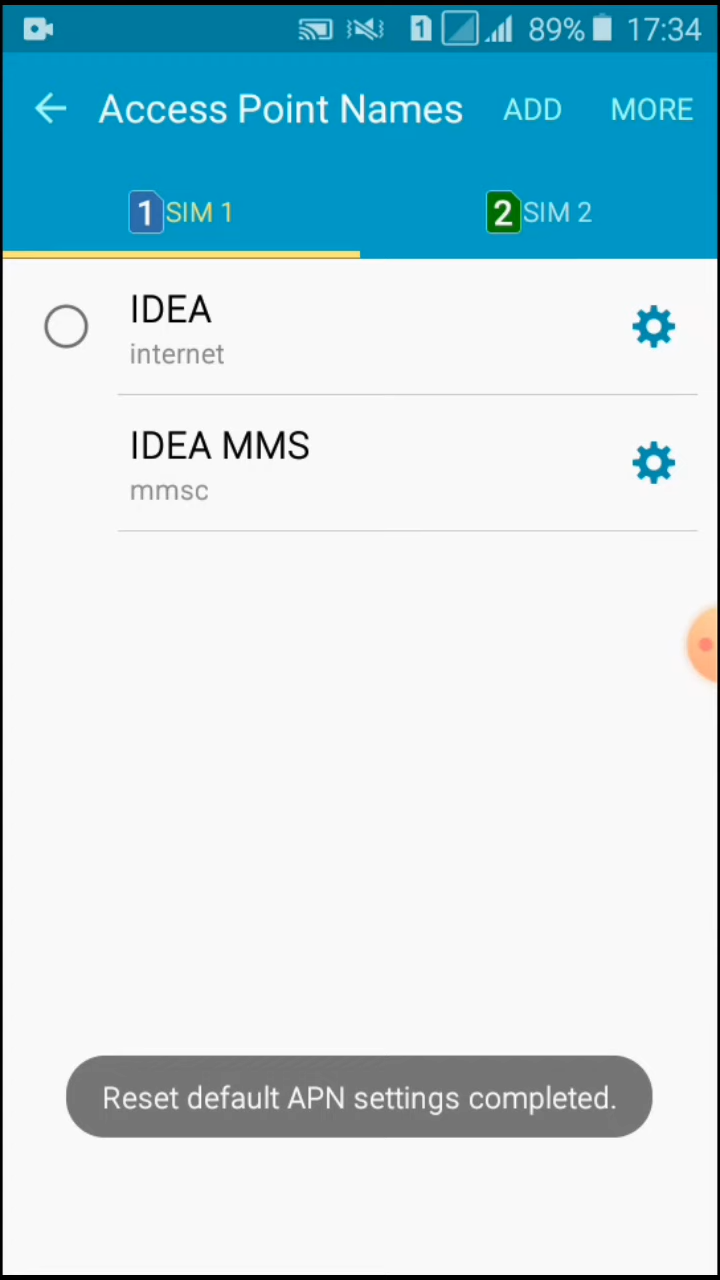 1 89% 17:34
Access Point Names ADD MORE
1 SIM 1 2 SIM 2
IDEA
internet
IDEA MMS
mmsc
Reset default APN settings completed.